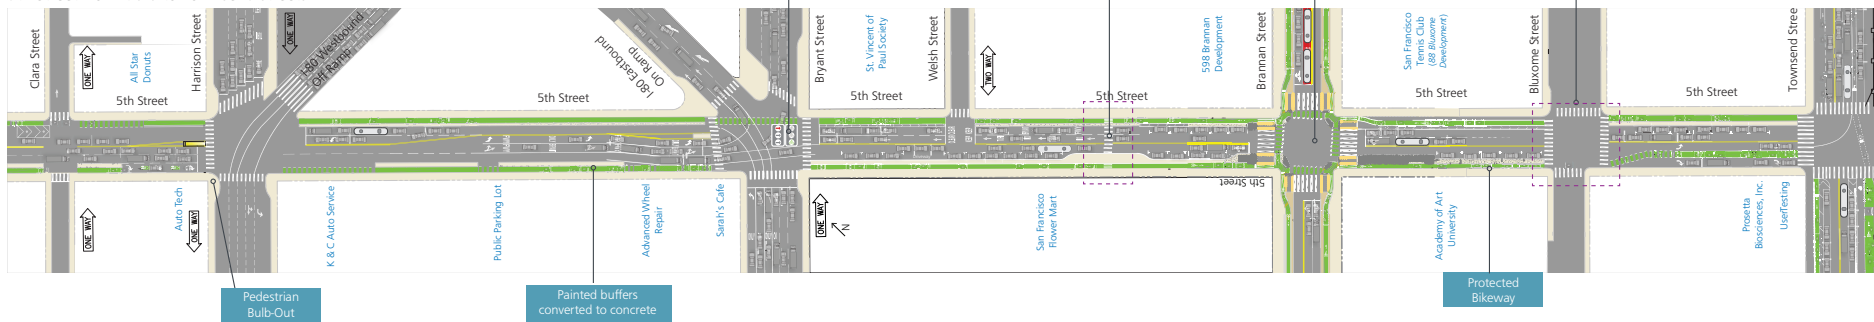 Clara Street
ONE WAY
All Star
Donuts
Harrison Street
5th Street
ONE WAY
I-80 Westbound
Off Ramp
5th Street
I-80 Eastbound
On Ramp
Bryant Street
St. Vincent of
Paul Society
5th Street
Welsh Street
TWO WAY
5th Street
598 Brannan
Development
Brannan Street
San Francisco
Tennis Club
(88 Bluxome
Development)
5th Street
Bluxome Street
5th Street
Townsend Stree
ONE WAY
Auto Tech
ONE WAY
K & C Auto Service
Public Parking Lot
Advanced Wheel
Repair
Sarah's Cafe
ONE WAY
N
San Francisco
Flower Mart
5th Street
Academy of Art
University
Prosetta
Biosciences, Inc.
UserTesting
Pedestrian
Bulb-Out
Painted buffers
converted to concrete
Protected
Bikeway